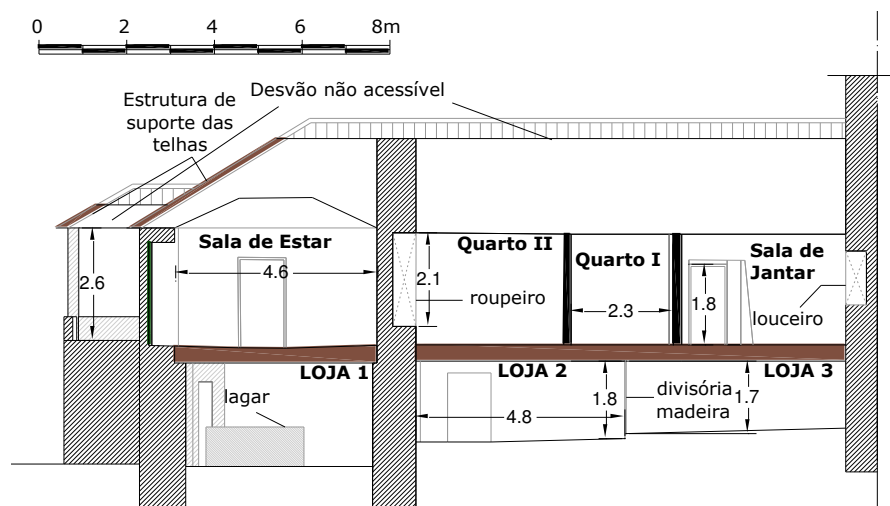 0 2 4 6 8m
Desvão não acessível
Estrutura de
suporte das
telhas
Sala de Estar
4.6
2.6
2.1
Quarto II
roupeiro
Quarto I
2.3
Sala de
Jantar
1.8
louceiro
LOJA 1
lagar
LOJA 2
4.8
1.8
divisória
madeira
LOJA 3
1.7